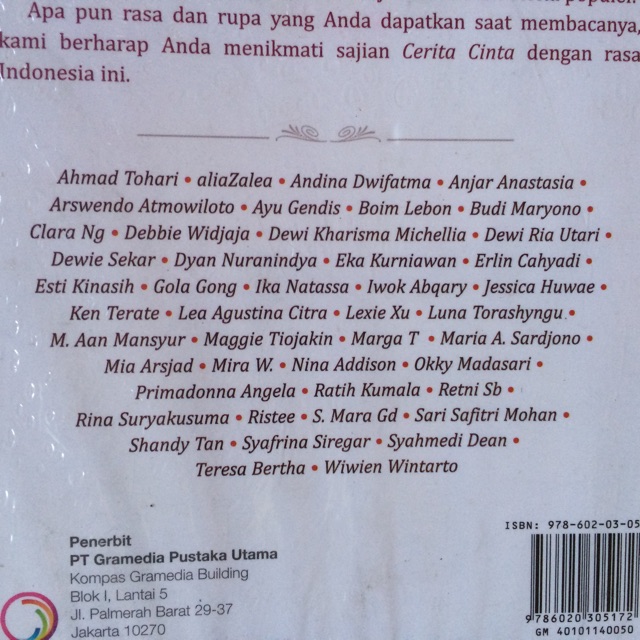 Apa pun rasa dan rupa yang Anda dapatkan saat membacanya,
kami berharap Anda menikmati sajian Cerita Cinta dengan rasa
Indonesia ini.
Ahmad Tohari • aliaZalea • Andina Dwifatma • Anjar Anastasia •
Arswendo Atmowiloto • Ayu Gendis • Boim Lebon • Budi Maryono •
Clara Ng • Debbie Widjaja • Dewi Kharisma Michellia • Dewi Ria Utari •
Dewie Sekar • Dyan Nuranindya • Eka Kurniawan • Erlin Cahyadi •
Esti Kinasih • Gola Gong • Ika Natassa • Iwok Abqary • Jessica Huwae •
Ken Terate • Lea Agustina Citra • Lexie Xu • Luna Torashyngu •
M. Aan Mansyur • Maggie Tiojakin • Marga T • Maria A. Sardjono •
Mia Arsjad • Mira W. • Nina Addison • Okky Madasari •
Primadonna Angela • Ratih Kumala • Retni Sb •
Rina Suryakusuma • Ristee • S. Mara Gd • Sari Safitri Mohan •
Shandy Tan • Syafrina Siregar • Syahmedi Dean •
Teresa Bertha • Wiwien Wintarto
Penerbit
PT Gramedia Pustaka Utama
Kompas Gramedia Building
Blok I, Lantai 5
Jl. Palmerah Barat 29-37
Jakarta 10270
ISBN: 978-602-03-05
9786020305172
GM 40101140050